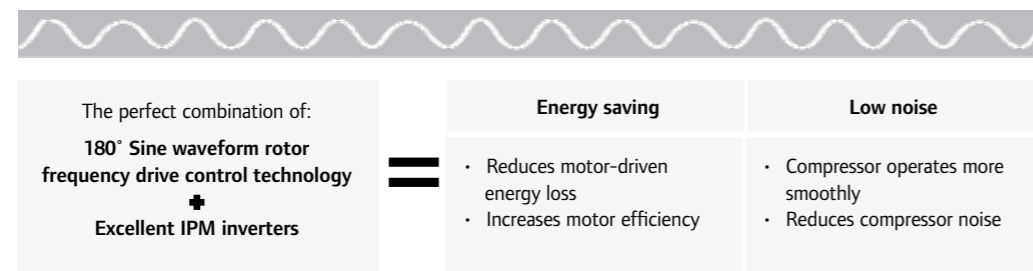 The perfect combination of:
180° Sine waveform rotor
frequency drive control technology
+
Excellent IPM inverters
=
Energy saving
· Reduces motor-driven
energy loss
· Increases motor efficiency
Low noise
· Compressor operates more
smoothly
· Reduces compressor noise